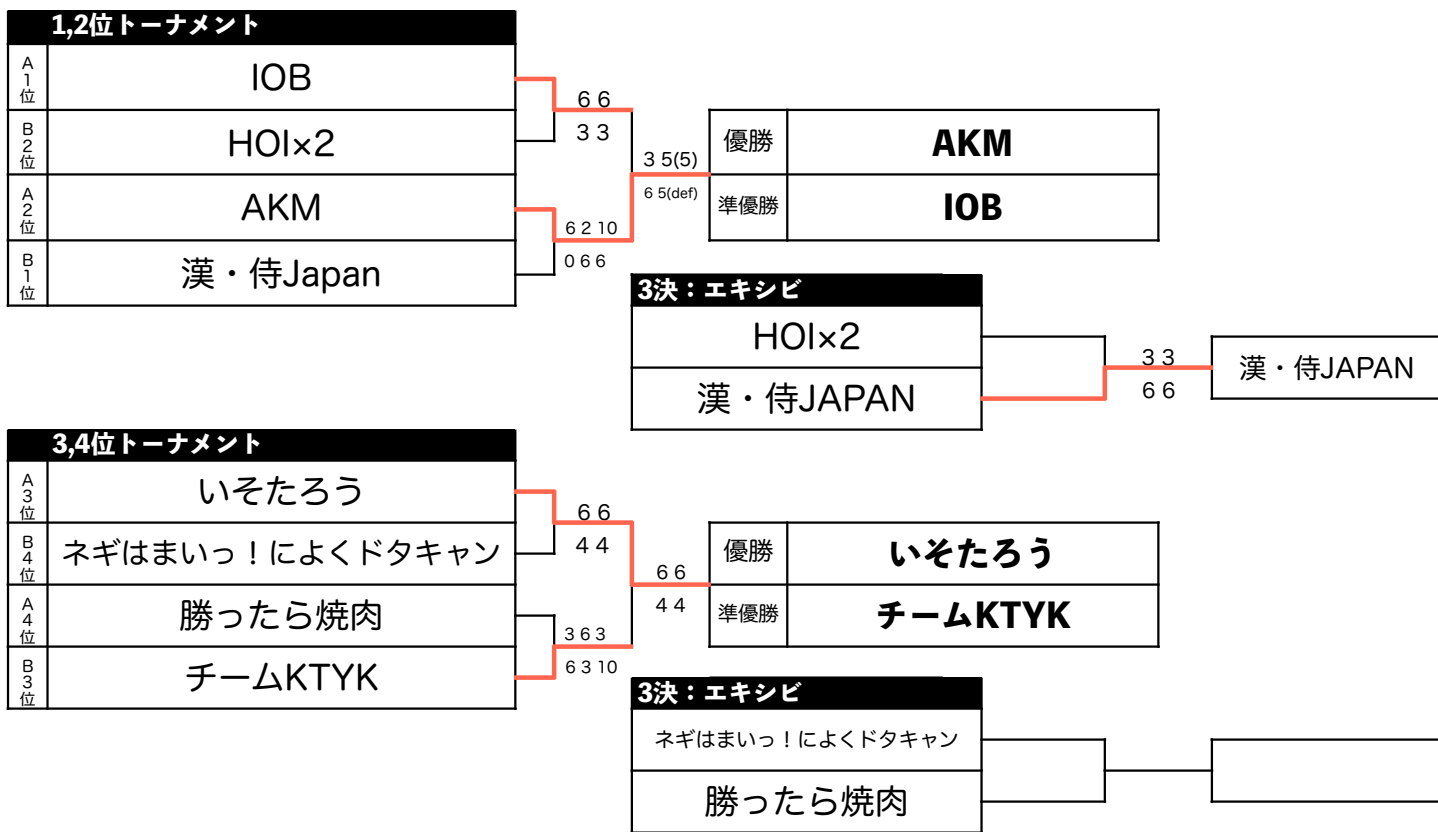 1,2位トーナメント
A1位 IOB
6 6
B2位 HOI×2
3 3
3 5(5)
優勝 AKM
A2位 AKM
6 2 10
6 5(def)
準優勝 IOB
B1位 漢・侍Japan
0 6 6
3決：エキシビ
HOI×2
3 3
漢・侍JAPAN
漢・侍JAPAN
6 6
3,4位トーナメント
A3位 いそたろう
6 6
B4位 ネギはまいっ！によくドタキャン
4 4
6 6
優勝 いそたろう
A4位 勝ったら焼肉
3 6 3
4 4
準優勝 チームKTYK
B3位 チームKTYK
6 3 10
3決：エキシビ
ネギはまいっ！によくドタキャン
勝ったら焼肉